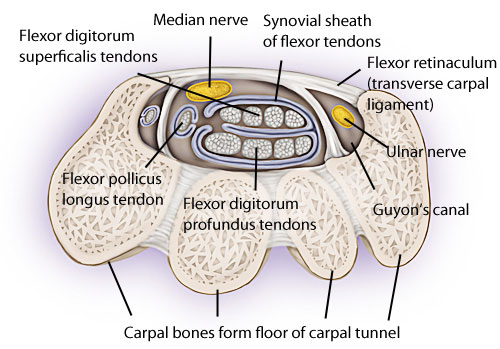 Median nerve
Synovial sheath
of flexor tendons
Flexor digitorum
superficalis tendons
Flexor retinaculum
(transverse carpal
ligament)
Ulnar nerve
Flexor pollicus
longus tendon
Flexor digitorum
profundus tendons
Guyon's canal
Carpal bones form floor of carpal tunnel